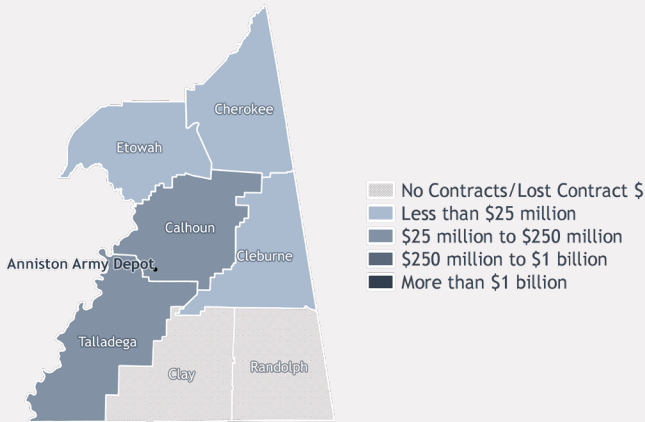 Cherokee
Etowah
Calhoun
Cleburne
Anniston Army Depot
Talladega
Clay
Randolph
No Contracts/Lost Contract $
Less than $25 million
$25 million to $250 million
$250 million to $1 billion
More than $1 billion